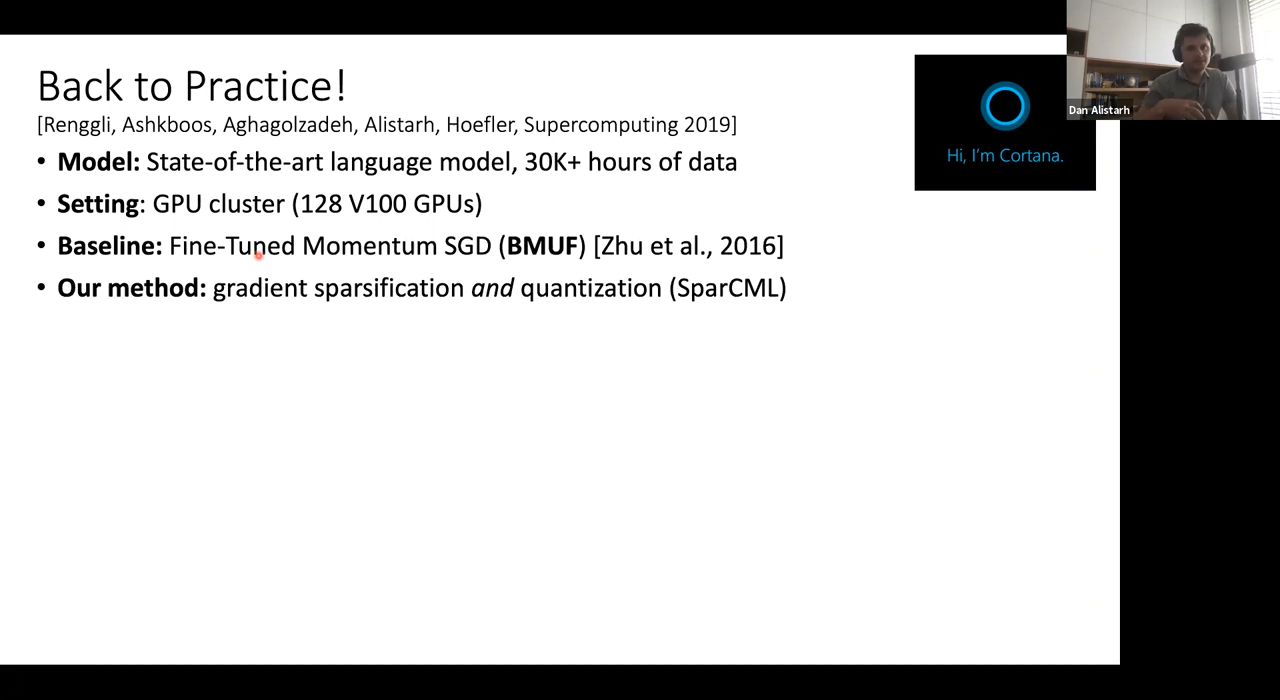 Back to Practice!
[Renggli, Ashkboos, Aghagolzadeh, Alistarh, Hoefler, Supercomputing 2019]
• Model: State-of-the-art language model, 30K+ hours of data
• Setting: GPU cluster (128 V100 GPUs)
• Baseline: Fine-Tuned Momentum SGD (BMUF) [Zhu et al., 2016]
• Our method: gradient sparsification and quantization (SparCML)
Hi, I'm Cortana.
Dan Alistarh